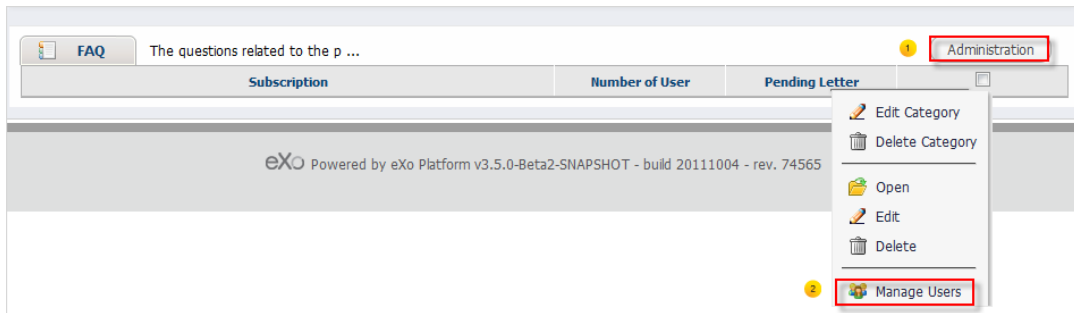 FAQ The questions related to the p ... 1 Administration
Subscription Number of User Pending Letter
Edit Category
Delete Category
eXo Powered by eXo Platform v3.5.0-Beta2-SNAPSHOT - build 20111004 - rev. 74565
Open
Edit
Delete
2 Manage Users